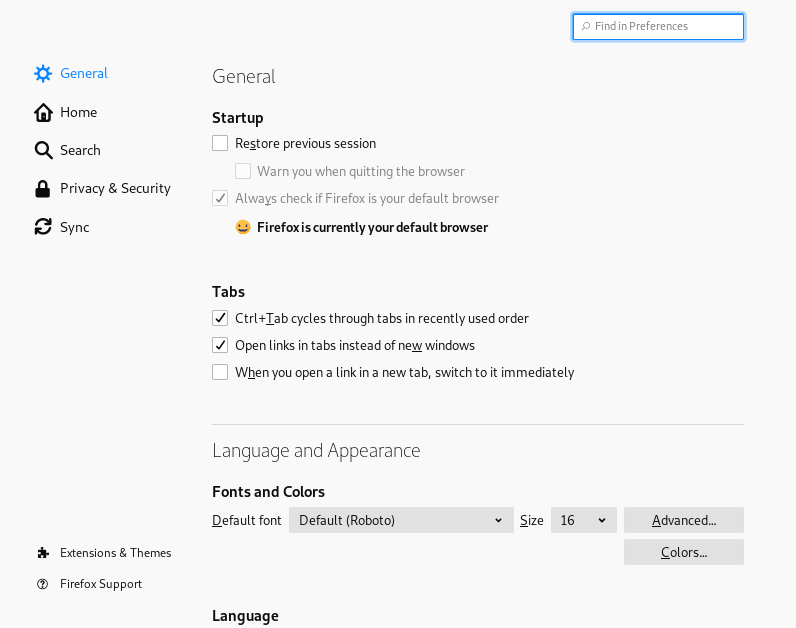 Find in Preferences
General
Home
Search
Privacy & Security
Sync
Extensions & Themes
Firefox Support
General
Startup
Restore previous session
Warn you when quitting the browser
Always check if Firefox is your default browser
Firefox is currently your default browser
Tabs
Ctrl+Tab cycles through tabs in recently used order
Open links in tabs instead of new windows
When you open a link in a new tab, switch to it immediately
Language and Appearance
Fonts and Colors
Default font Default (Roboto) Size 16 Advanced...
Colors...
Language